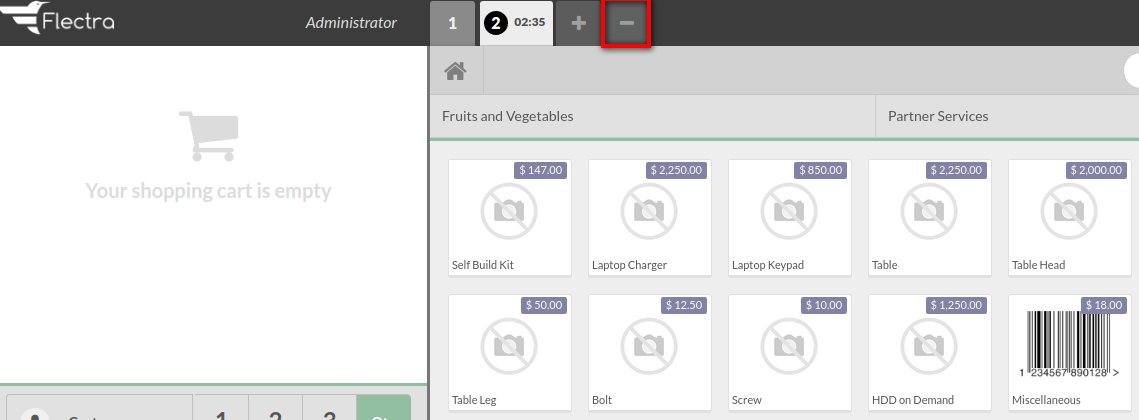 Flectra
Administrator
1
2 02:35
+
−
Fruits and Vegetables
Partner Services
Your shopping cart is empty
$ 147.00
$ 2,250.00
$ 850.00
$ 2,250.00
$ 2,000.00
Self Build Kit
Laptop Charger
Laptop Keypad
Table
Table Head
$ 50.00
$ 12.50
$ 10.00
$ 1,250.00
$ 18.00
1 234567 890128 >
Table Leg
Bolt
Screw
HDD on Demand
Miscellaneous
1
2
3